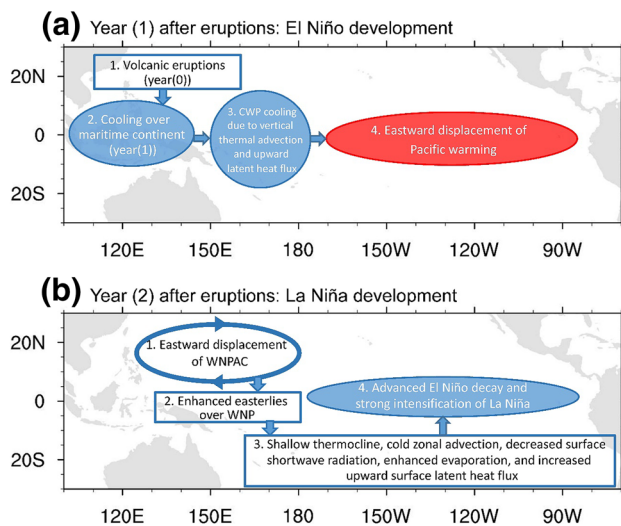 (a) Year (1) after eruptions: El Niño development
20N
0
20S
1. Volcanic eruptions
(year(0))
2. Cooling over
maritime continent
(year(1))
3. CWP cooling
due to vertical
thermal advection
and upward
latent heat flux
4. Eastward displacement of
Pacific warming
120E 150E 180 150W 120W 90W
(b) Year (2) after eruptions: La Niña development
20N
0
20S
1. Eastward displacement
of WNPAC
2. Enhanced easterlies
over WNP
4. Advanced El Niño decay and
strong intensification of La Niña
3. Shallow thermocline, cold zonal advection, decreased surface
shortwave radiation, enhanced evaporation, and increased
upward surface latent heat flux
120E 150E 180 150W 120W 90W